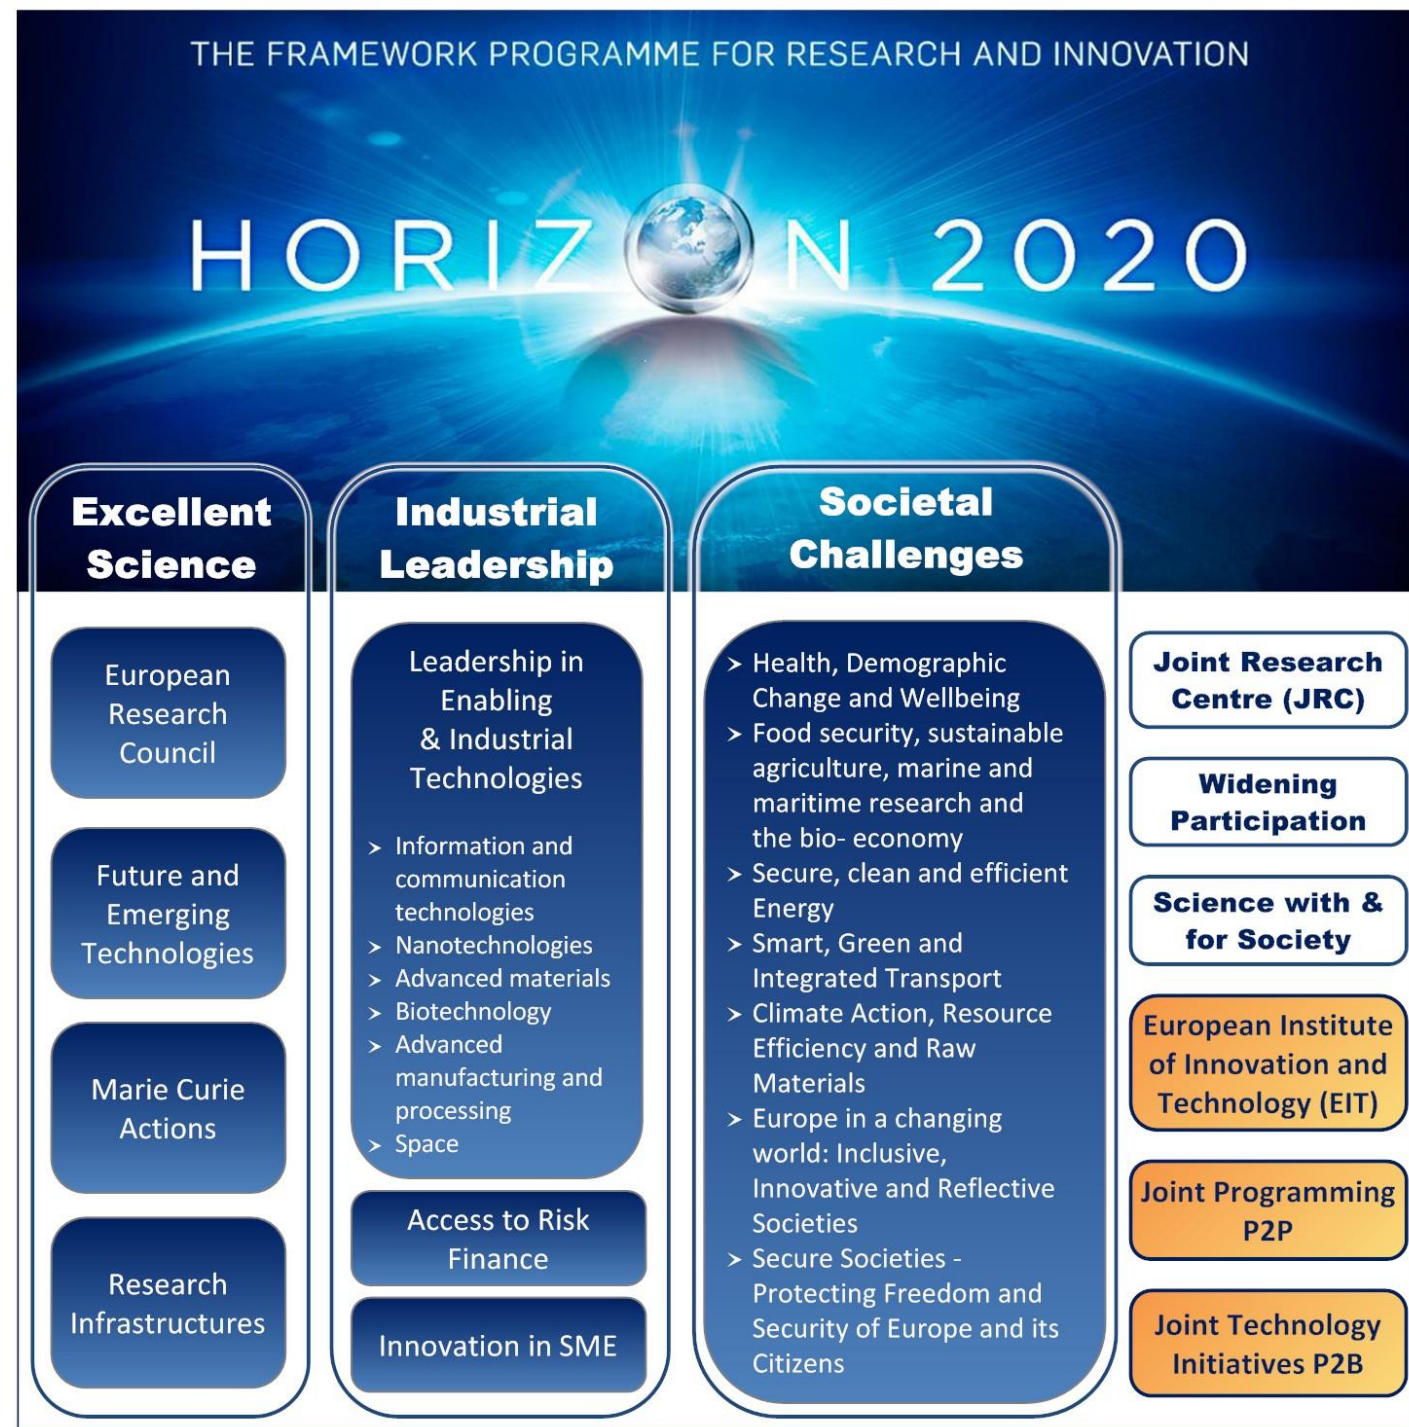 THE FRAMEWORK PROGRAMME FOR RESEARCH AND INNOVATION
HORIZON 2020
Excellent
Science
European
Research
Council
Future and
Emerging
Technologies
Marie Curie
Actions
Research
Infrastructures
Industrial
Leadership
Leadership in
Enabling
& Industrial
Technologies
➢ Information and
communication
technologies
➢ Nanotechnologies
➢ Advanced materials
➢ Biotechnology
➢ Advanced
manufacturing and
processing
➢ Space
Access to Risk
Finance
Innovation in SME
Societal
Challenges
➢ Health, Demographic
Change and Wellbeing
➢ Food security, sustainable
agriculture, marine and
maritime research and
the bio- economy
➢ Secure, clean and efficient
Energy
➢ Smart, Green and
Integrated Transport
➢ Climate Action, Resource
Efficiency and Raw
Materials
➢ Europe in a changing
world: Inclusive,
Innovative and Reflective
Societies
➢ Secure Societies -
Protecting Freedom and
Security of Europe and its
Citizens
Joint Research
Centre (JRC)
Widening
Participation
Science with &
for Society
European Institute
of Innovation and
Technology (EIT)
Joint Programming
P2P
Joint Technology
Initiatives P2B